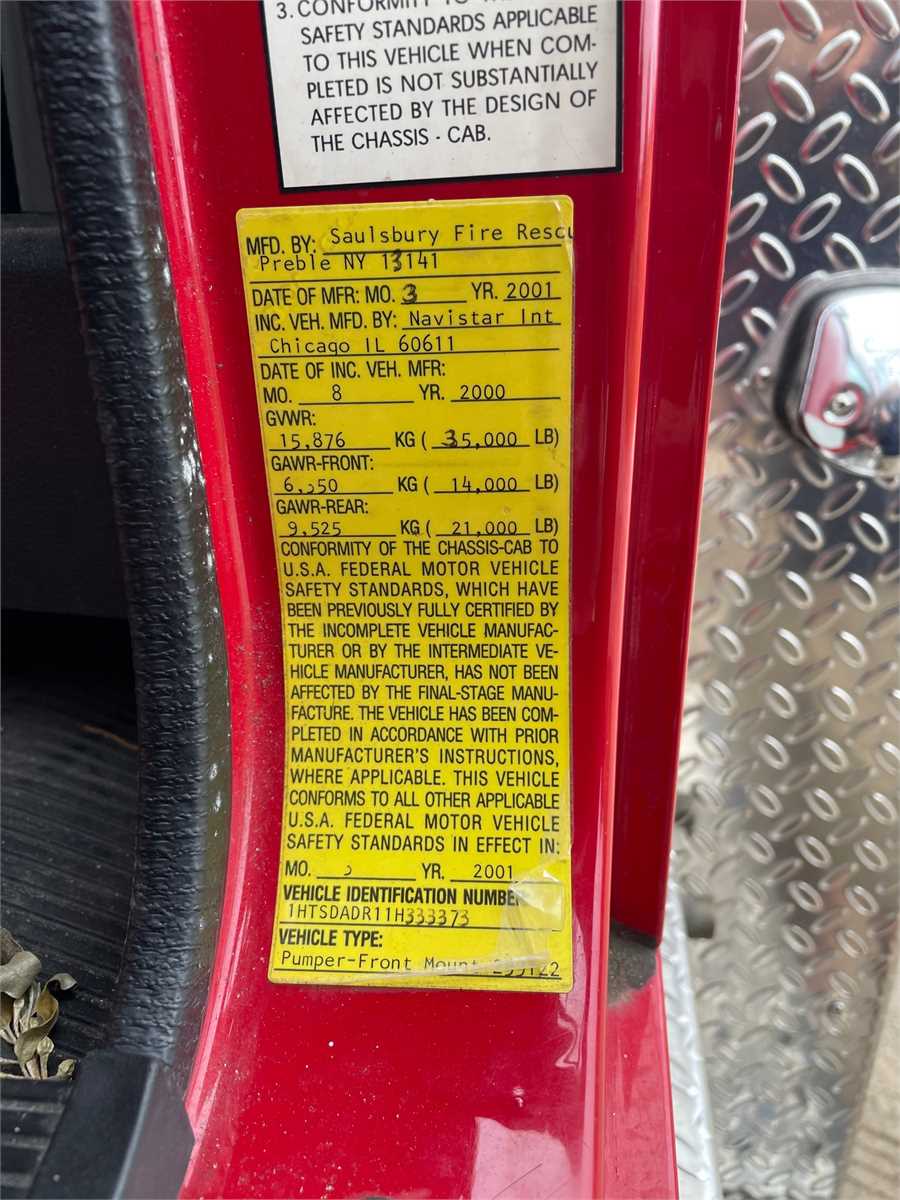 3. CONFORMITY TO
SAFETY STANDARDS APPLICABLE
TO THIS VEHICLE WHEN COM-
PLETED IS NOT SUBSTANTIALLY
AFFECTED BY THE DESIGN OF
THE CHASSIS - CAB.
MFD. BY: Saulsbury Fire Rescu
Preble NY 13141
DATE OF MFR: MO. 3 YR. 2001
INC. VEH. MFD. BY: Navistar Int
Chicago IL 60611
DATE OF INC. VEH. MFR:
MO. 8 YR. 2000
GVWR:
15,876 KG ( 35,000 LB)
GAWR-FRONT:
KG ( 14,000 LB)
GAWR-REAR:
9,525 KG ( 21,000 LB)
CONFORMITY OF THE CHASSIS-CAB TO
U.S.A. FEDERAL MOTOR VEHICLE
SAFETY STANDARDS, WHICH HAVE
BEEN PREVIOUSLY FULLY CERTIFIED BY
THE INCOMPLETE VEHICLE MANUFAC-
TURER OR BY THE INTERMEDIATE VE-
HICLE MANUFACTURER, HAS NOT BEEN
AFFECTED BY THE FINAL-STAGE MANU-
FACTURE. THE VEHICLE HAS BEEN COM-
PLETED IN ACCORDANCE WITH PRIOR
MANUFACTURER'S INSTRUCTIONS,
WHERE APPLICABLE. THIS VEHICLE
CONFORMS TO ALL OTHER APPLICABLE
U.S.A. FEDERAL MOTOR VEHICLE
SAFETY STANDARDS IN EFFECT IN:
MO. YR. 2001
VEHICLE IDENTIFICATION NUMBER
1HTSDADR11H333373
VEHICLE TYPE:
Pumper-Front Mount